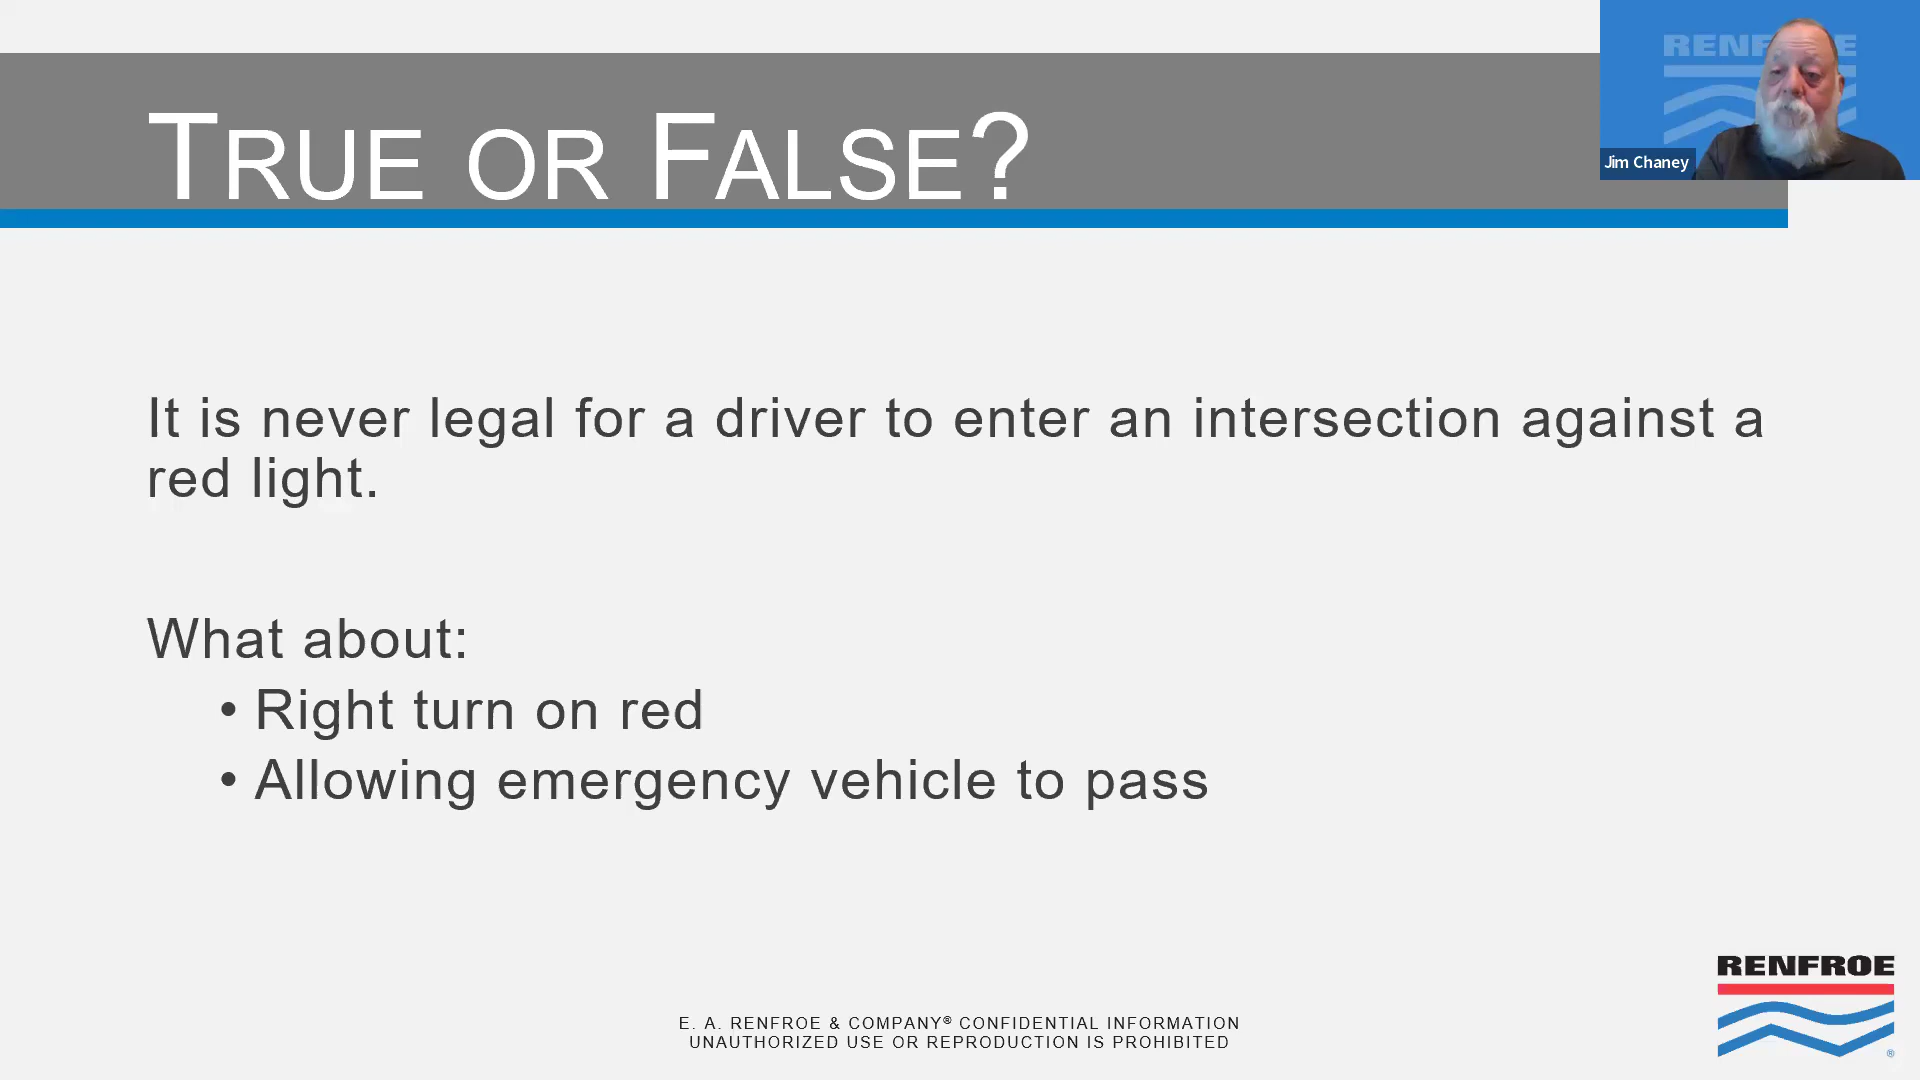 RENFROE
TRUE OR FALSE?
Jim Chaney
It is never legal for a driver to enter an intersection against a
red light.
What about:
• Right turn on red
• Allowing emergency vehicle to pass
RENFROE
®
E. A. RENFROE & COMPANY® CONFIDENTIAL INFORMATION
UNAUTHORIZED USE OR REPRODUCTION IS PROHIBITED